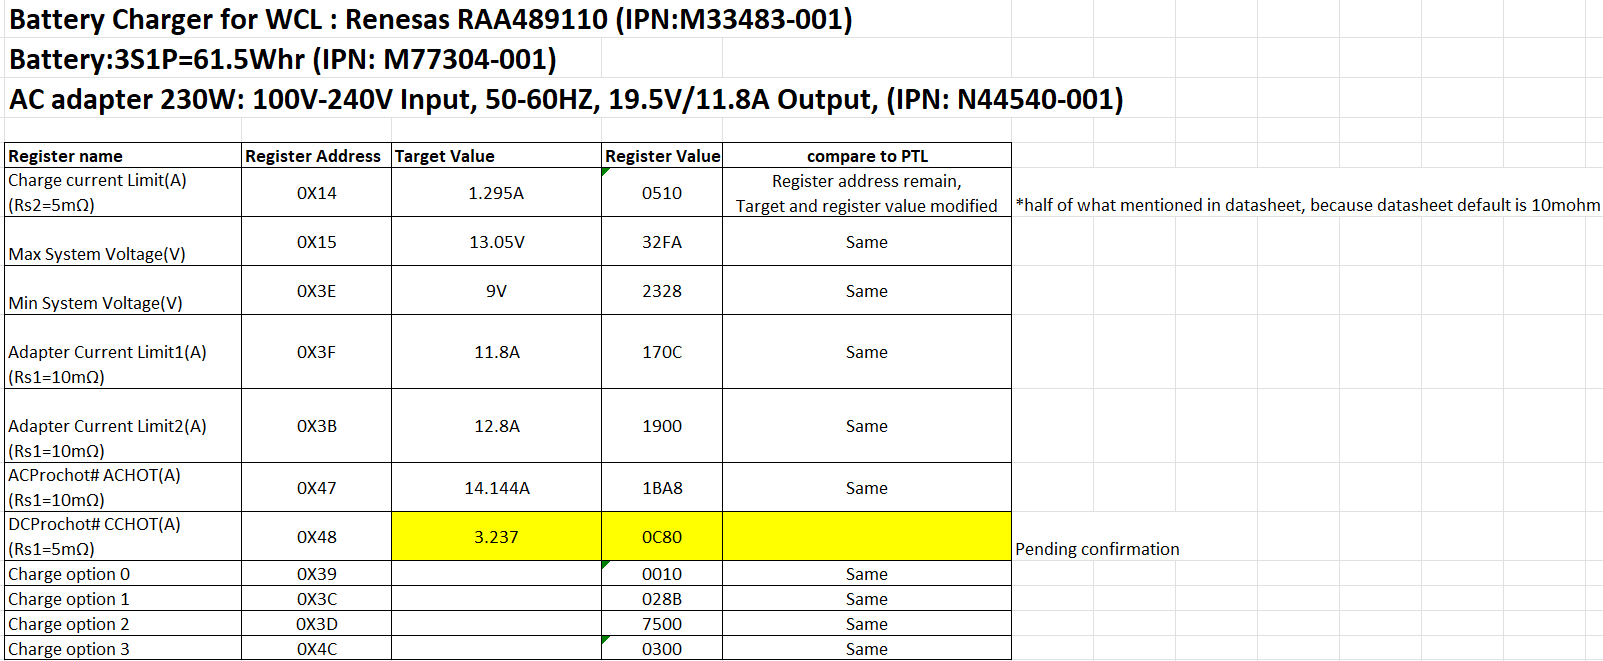 Battery Charger for WCL : Renesas RAA489110 (IPN:M33483-001)
Battery:3S1P=61.5Whr (IPN: M77304-001)
AC adapter 230W: 100V-240V Input, 50-60HZ, 19.5V/11.8A Output, (IPN: N44540-001)
Register name Register Address Target Value Register Value compare to PTL
Charge current Limit(A)
(Rs2=5mΩ) 0X14 1.295A 0510 Register address remain,
Target and register value modified *half of what mentioned in datasheet, because datasheet default is 10mohm
Max System Voltage(V) 0X15 13.05V 32FA Same
Min System Voltage(V) 0X3E 9V 2328 Same
Adapter Current Limit1(A)
(Rs1=10mΩ) 0X3F 11.8A 170C Same
Adapter Current Limit2(A)
(Rs1=10mΩ) 0X3B 12.8A 1900 Same
ACProchot# ACHOT(A)
(Rs1=10mΩ) 0X47 14.144A 1BA8 Same
DCProchot# CCHOT(A)
(Rs1=5mΩ) 0X48 3.237 0C80 Pending confirmation
Charge option 0 0X39 0010 Same
Charge option 1 0X3C 028B Same
Charge option 2 0X3D 7500 Same
Charge option 3 0X4C 0300 Same